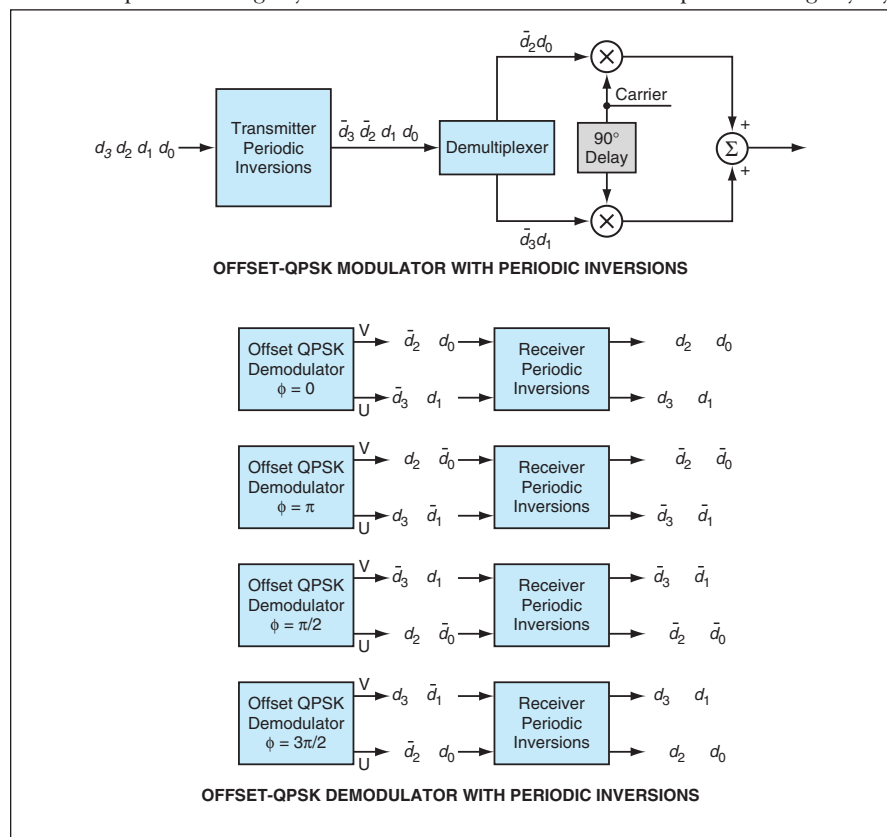 d̄₂d₀
Carrier
Transmitter
Periodic
Inversions
d₃ d₂ d₁ d₀
d̄₃ d̄₂ d₁ d₀
Demultiplexer
90°
Delay
+
Σ
+
d̄₃d₁
OFFSET-QPSK MODULATOR WITH PERIODIC INVERSIONS
Offset QPSK
Demodulator
ϕ = 0
V
U
d̄₂ d₀
d̄₃ d₁
Receiver
Periodic
Inversions
d₂ d₀
d₃ d₁
Offset QPSK
Demodulator
ϕ = π
V
U
d₂ d̄₀
d₃ d̄₁
Receiver
Periodic
Inversions
d̄₂ d̄₀
d̄₃ d̄₁
Offset QPSK
Demodulator
ϕ = π/2
V
U
d̄₃ d₁
d₂ d̄₀
Receiver
Periodic
Inversions
d̄₃ d̄₁
d̄₂ d̄₀
Offset QPSK
Demodulator
ϕ = 3π/2
V
U
d₃ d̄₁
d̄₂ d₀
Receiver
Periodic
Inversions
d₃ d₁
d₂ d₀
OFFSET-QPSK DEMODULATOR WITH PERIODIC INVERSIONS